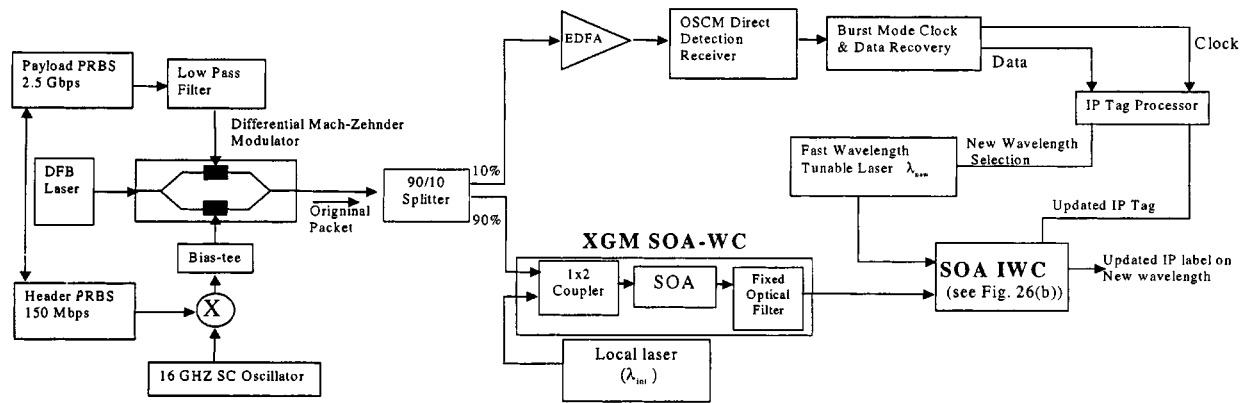 Payload PRBS
2.5 Gbps
Low Pass
Filter
Differential Mach-Zehnder
Modulator
DFB
Laser
Origninal
Packet
Bias-tee
Header PRBS
150 Mbps
X
16 GHZ SC Oscillator
90/10
Splitter
10%
90%
EDFA
OSCM Direct
Detection
Receiver
Burst Mode Clock
& Data Recovery
Clock
Data
IP Tag Processor
New Wavelength
Selection
Fast Wavelength
Tunable Laser λnew
Updated IP Tag
XGM SOA-WC
1x2
Coupler
SOA
Fixed
Optical
Filter
Local laser
(λint )
SOA IWC
(see Fig. 26(b))
Updated IP label on
New wavelength